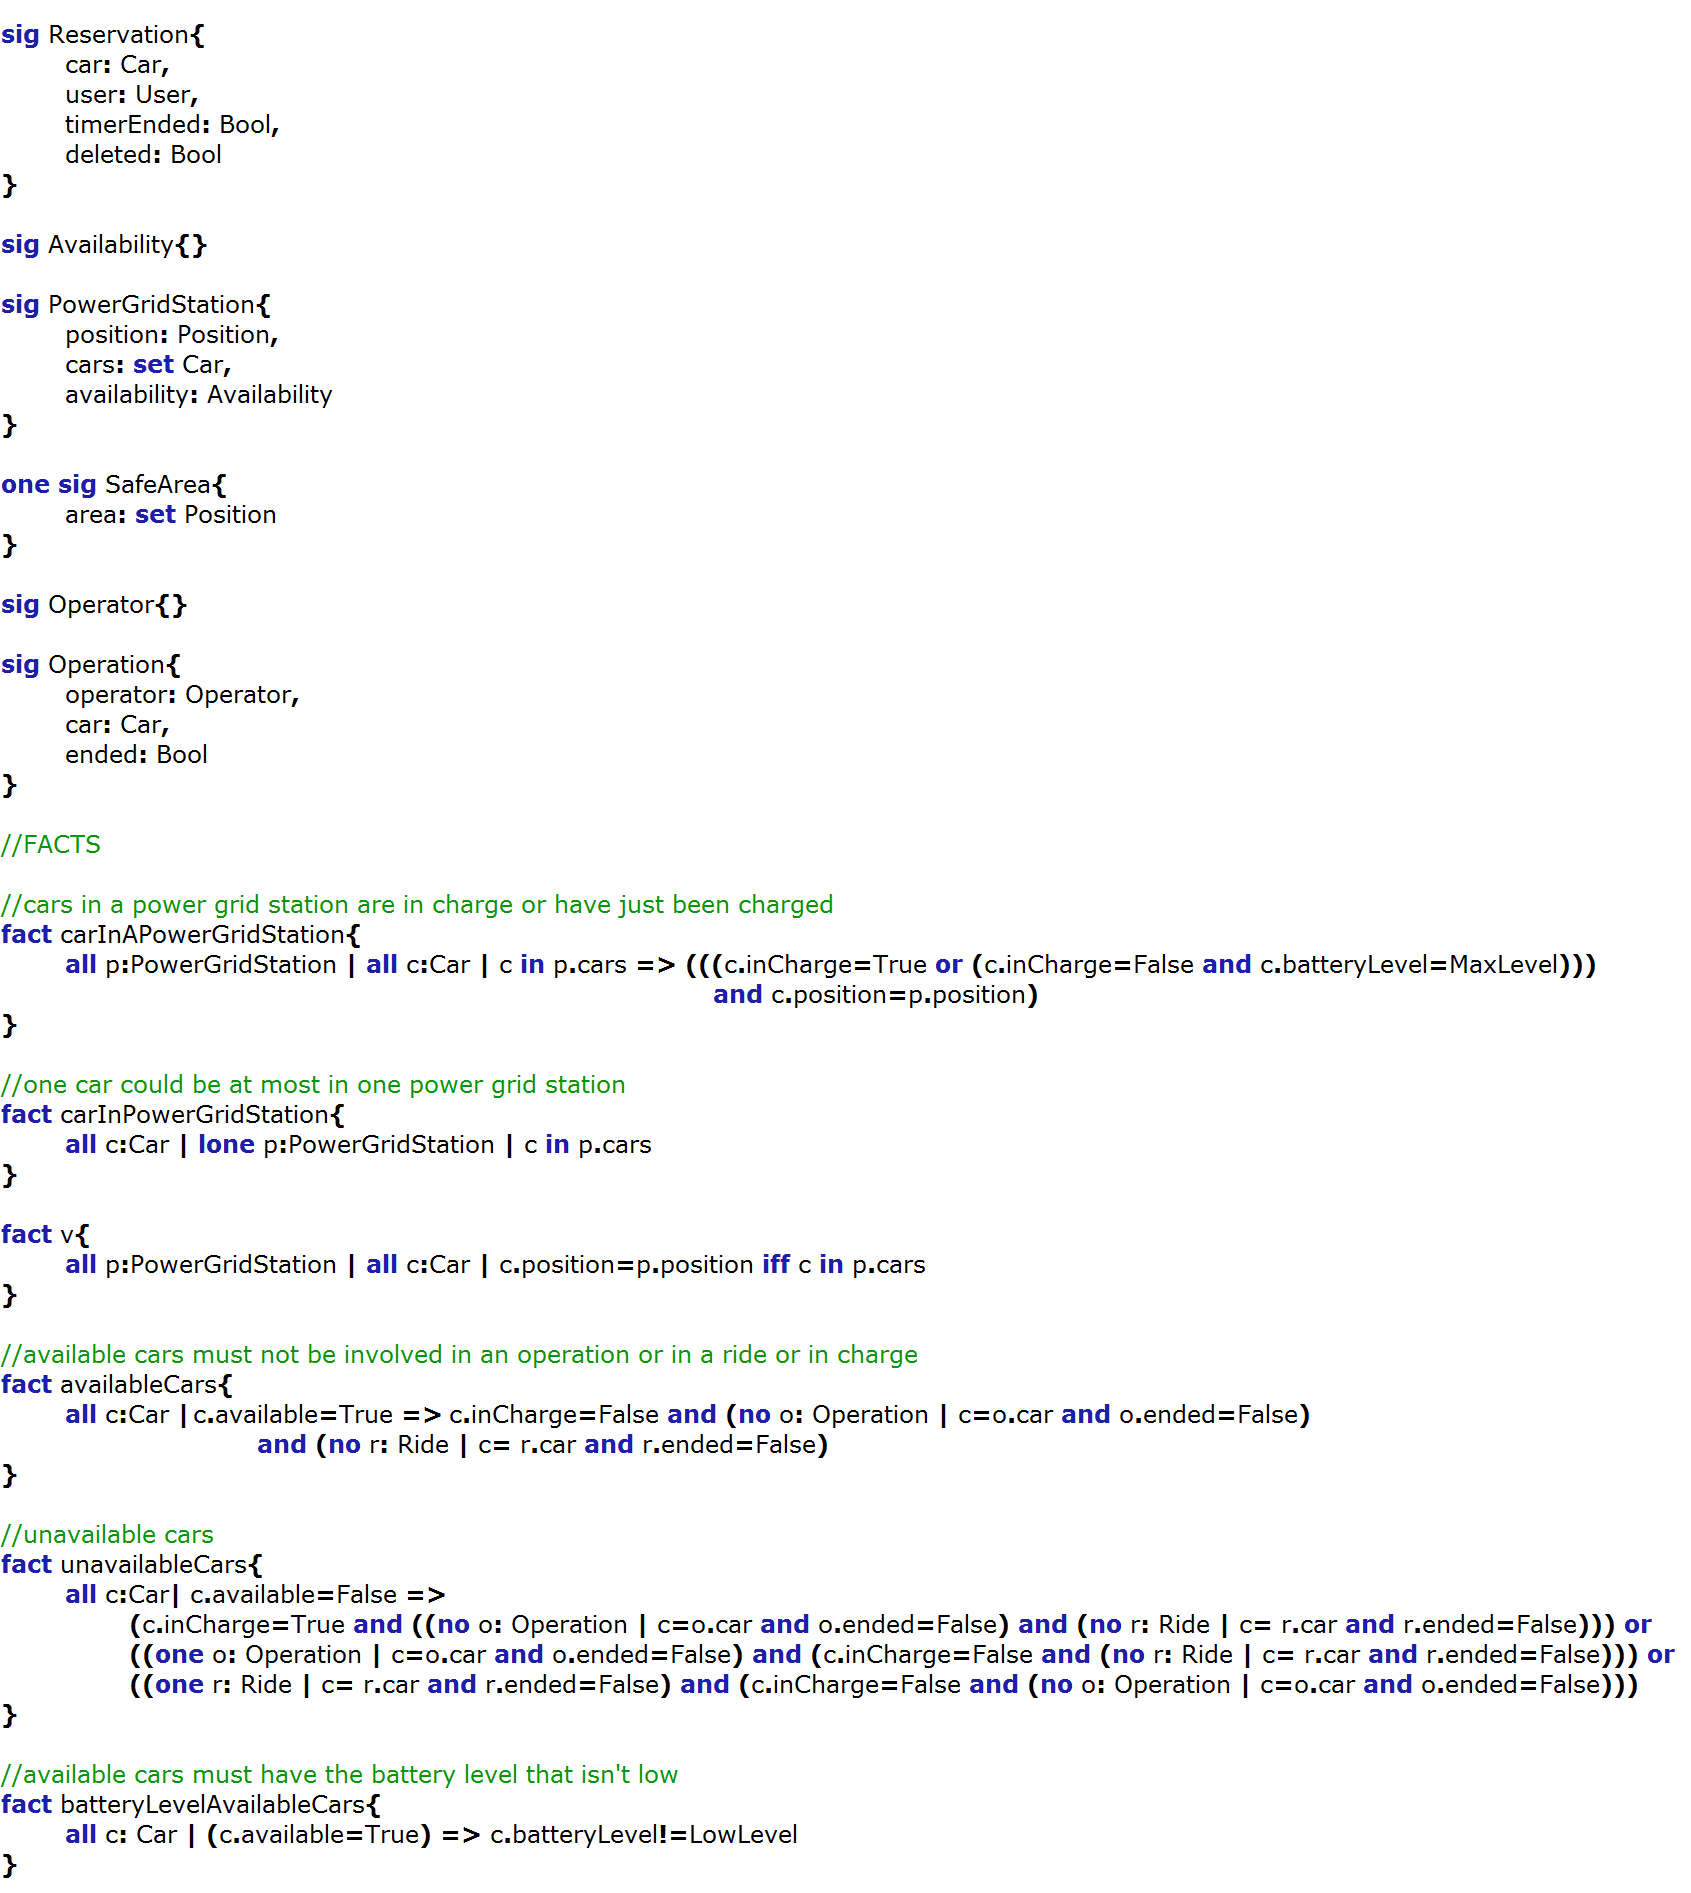 sig Reservation{
car: Car,
user: User,
timerEnded: Bool,
deleted: Bool
}
sig Availability{}
sig PowerGridStation{
position: Position,
cars: set Car,
availability: Availability
}
one sig SafeArea{
area: set Position
}
sig Operator{}
sig Operation{
operator: Operator,
car: Car,
ended: Bool
}
//FACTS
//cars in a power grid station are in charge or have just been charged
fact carInAPowerGridStation{
all p:PowerGridStation | all c:Car | c in p.cars => (((c.inCharge=True or (c.inCharge=False and c.batteryLevel=MaxLevel)))
and c.position=p.position)
}
//one car could be at most in one power grid station
fact carInPowerGridStation{
all c:Car | lone p:PowerGridStation | c in p.cars
}
fact v{
all p:PowerGridStation | all c:Car | c.position=p.position iff c in p.cars
}
//available cars must not be involved in an operation or in a ride or in charge
fact availableCars{
all c:Car |c.available=True => c.inCharge=False and (no o: Operation | c=o.car and o.ended=False)
and (no r: Ride | c= r.car and r.ended=False)
}
//unavailable cars
fact unavailableCars{
all c:Car| c.available=False =>
(c.inCharge=True and ((no o: Operation | c=o.car and o.ended=False) and (no r: Ride | c= r.car and r.ended=False))) or
((one o: Operation | c=o.car and o.ended=False) and (c.inCharge=False and (no r: Ride | c= r.car and r.ended=False))) or
((one r: Ride | c= r.car and r.ended=False) and (c.inCharge=False and (no o: Operation | c=o.car and o.ended=False)))
}
//available cars must have the battery level that isn't low
fact batteryLevelAvailableCars{
all c: Car | (c.available=True) => c.batteryLevel!=LowLevel
}